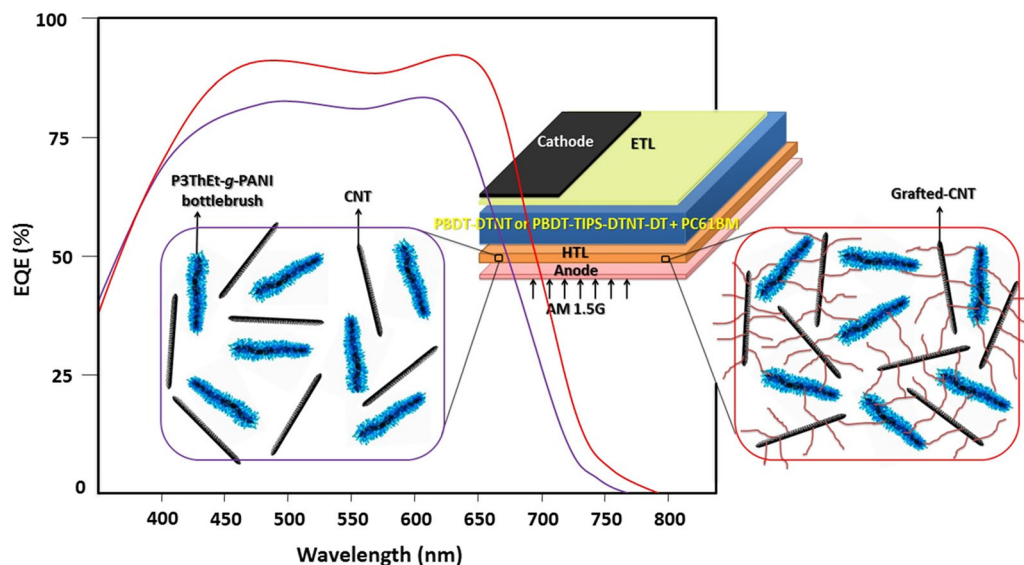 100
75
50
25
0
EQE (%)
400 450 500 550 600 650 700 750 800
Wavelength (nm)
P3ThEt-g-PANI
bottlebrush
CNT
Cathode
ETL
PBDT-DTNT or PBDT-TIPS-DTNT-DT + PC61BM
HTL
Anode
AM 1.5G
Grafted-CNT